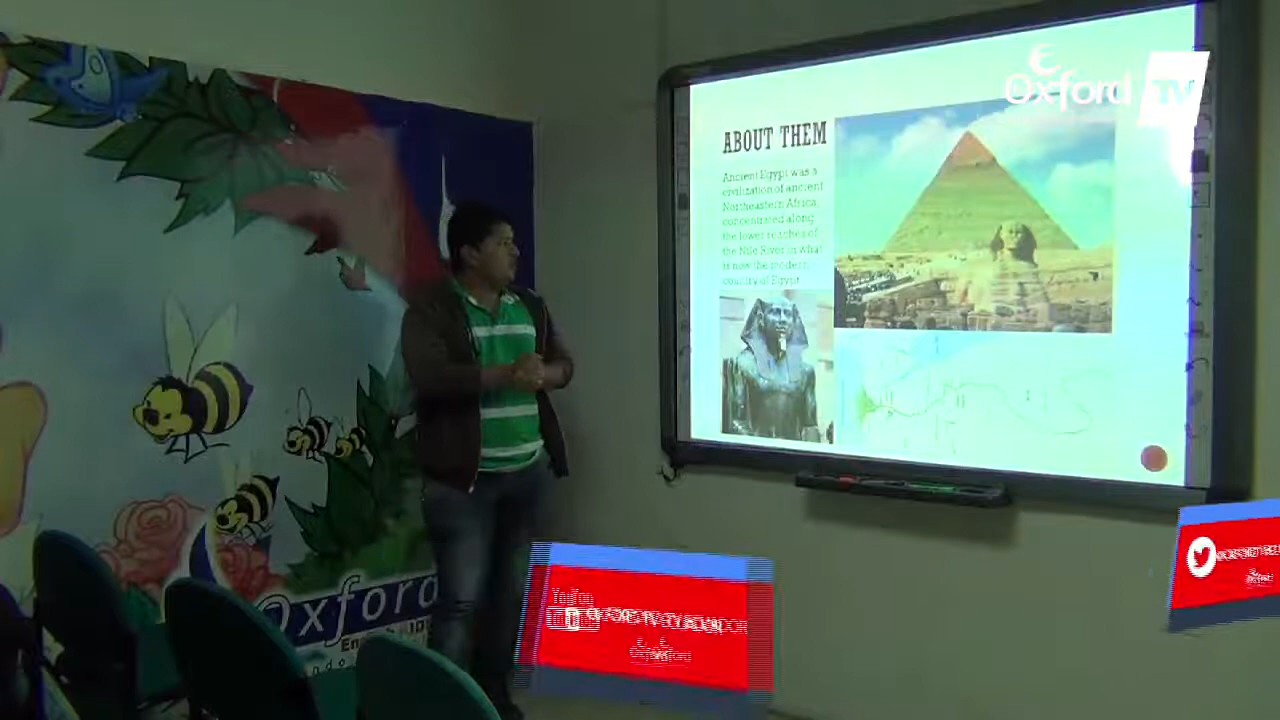 Oxford TV
ABOUT THEM
Ancient Egypt was a
civilization of ancient
Northeastern Africa,
concentrated along
the lower reaches of
the Nile River in what
is now the modern
country of Egypt
Oxford